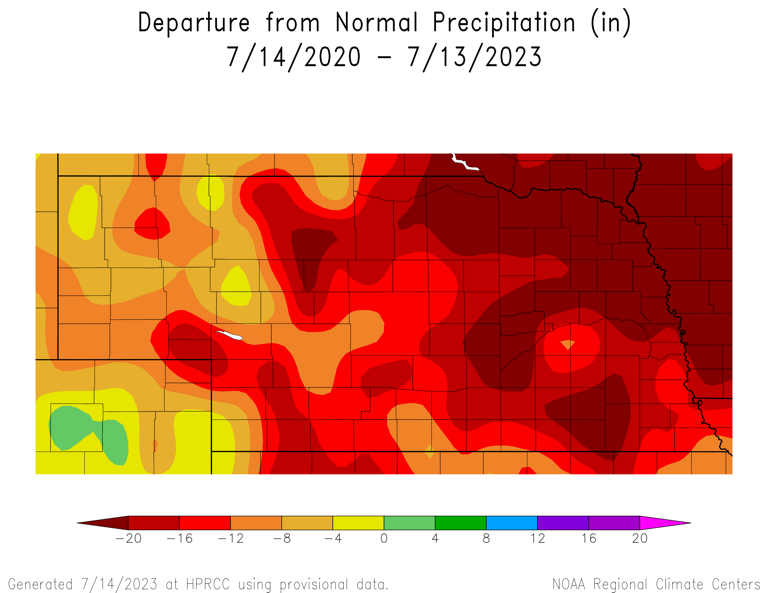 Departure from Normal Precipitation (in)
7/14/2020 – 7/13/2023
−20 −16 −12 −8 −4 0 4 8 12 16 20
Generated 7/14/2023 at HPRCC using provisional data. NOAA Regional Climate Centers